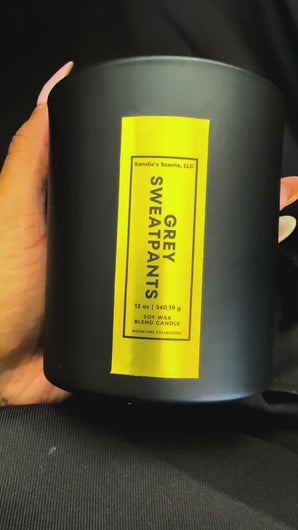 Kandie's Scents, LLC
GREY
SWEATPANTS
12 oz | 340.19 g
SOY WAX
BLEND CANDLE
SIGNATURE COLLECTION